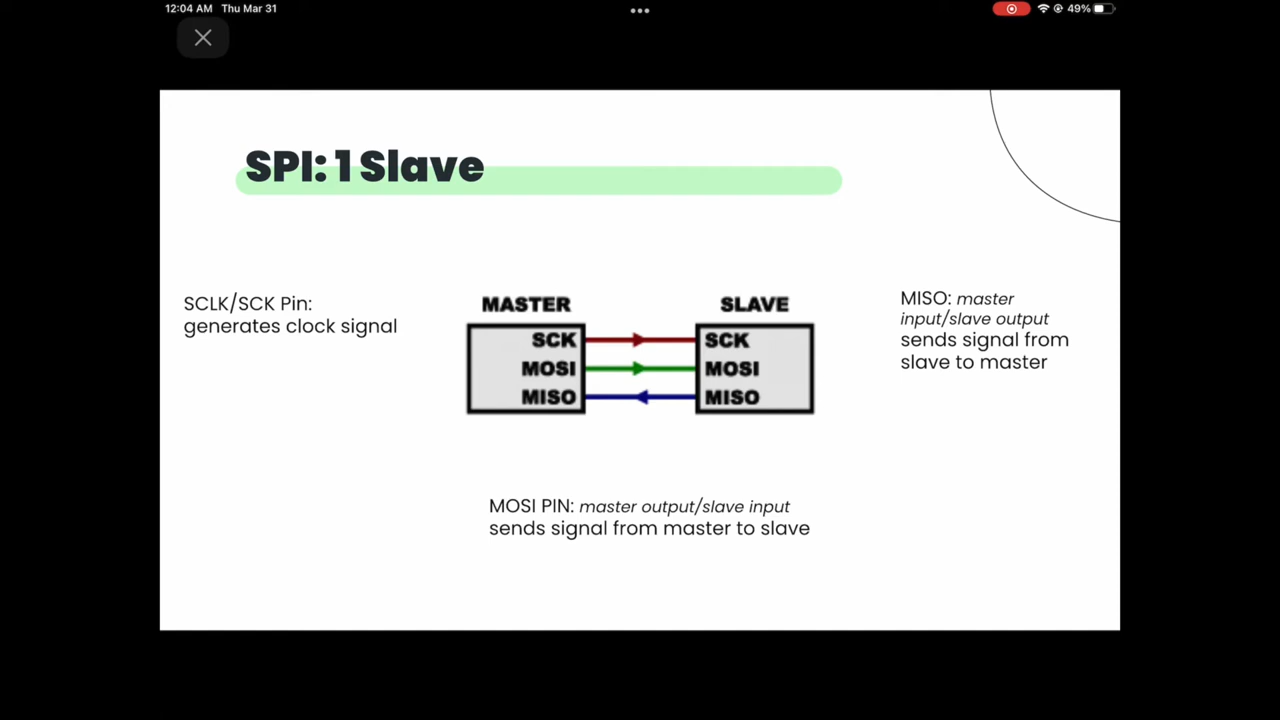 12:04 AM Thu Mar 31
49%
SPI: 1 Slave
SCLK/SCK Pin:
generates clock signal
MASTER
SCK
MOSI
MISO
SLAVE
SCK
MOSI
MISO
MISO: master
input/slave output
sends signal from
slave to master
MOSI PIN: master output/slave input
sends signal from master to slave